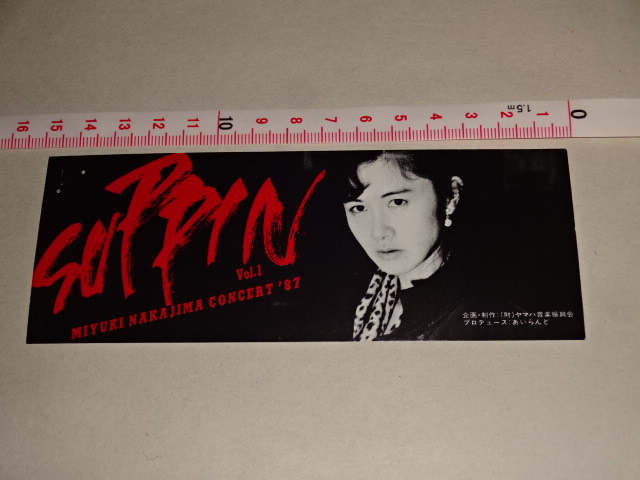 16 15 14 13 12 11 10 9 8 7 6 5 4 3 2 1 0
1.5m
SUPPIN
Vol.1
MIYUKI NAKAJIMA CONCERT '87
企画・制作:(財)ヤマハ音楽振興会
プロデュース:あいらんど